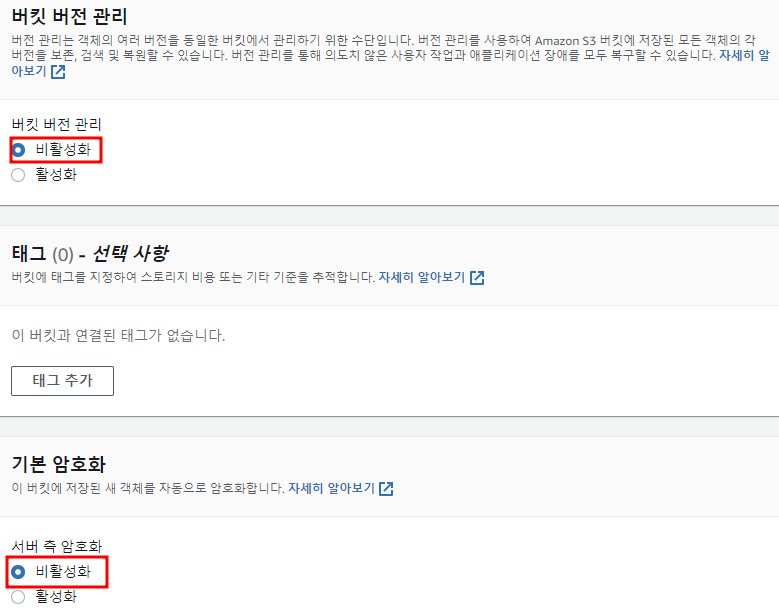 버킷 버전 관리
버전 관리는 객체의 여러 버전을 동일한 버킷에서 관리하기 위한 수단입니다. 버전 관리를 사용하여 Amazon S3 버킷에 저장된 모든 객체의 각
버전을 보존, 검색 및 복원할 수 있습니다. 버전 관리를 통해 의도치 않은 사용자 작업과 애플리케이션 장애를 모두 복구할 수 있습니다. 자세히 알
아보기
버킷 버전 관리
비활성화
활성화
태그 (0) - 선택 사항
버킷에 태그를 지정하여 스토리지 비용 또는 기타 기준을 추적합니다. 자세히 알아보기
이 버킷과 연결된 태그가 없습니다.
태그 추가
기본 암호화
이 버킷에 저장된 새 객체를 자동으로 암호화합니다. 자세히 알아보기
서버 측 암호화
비활성화
활성화